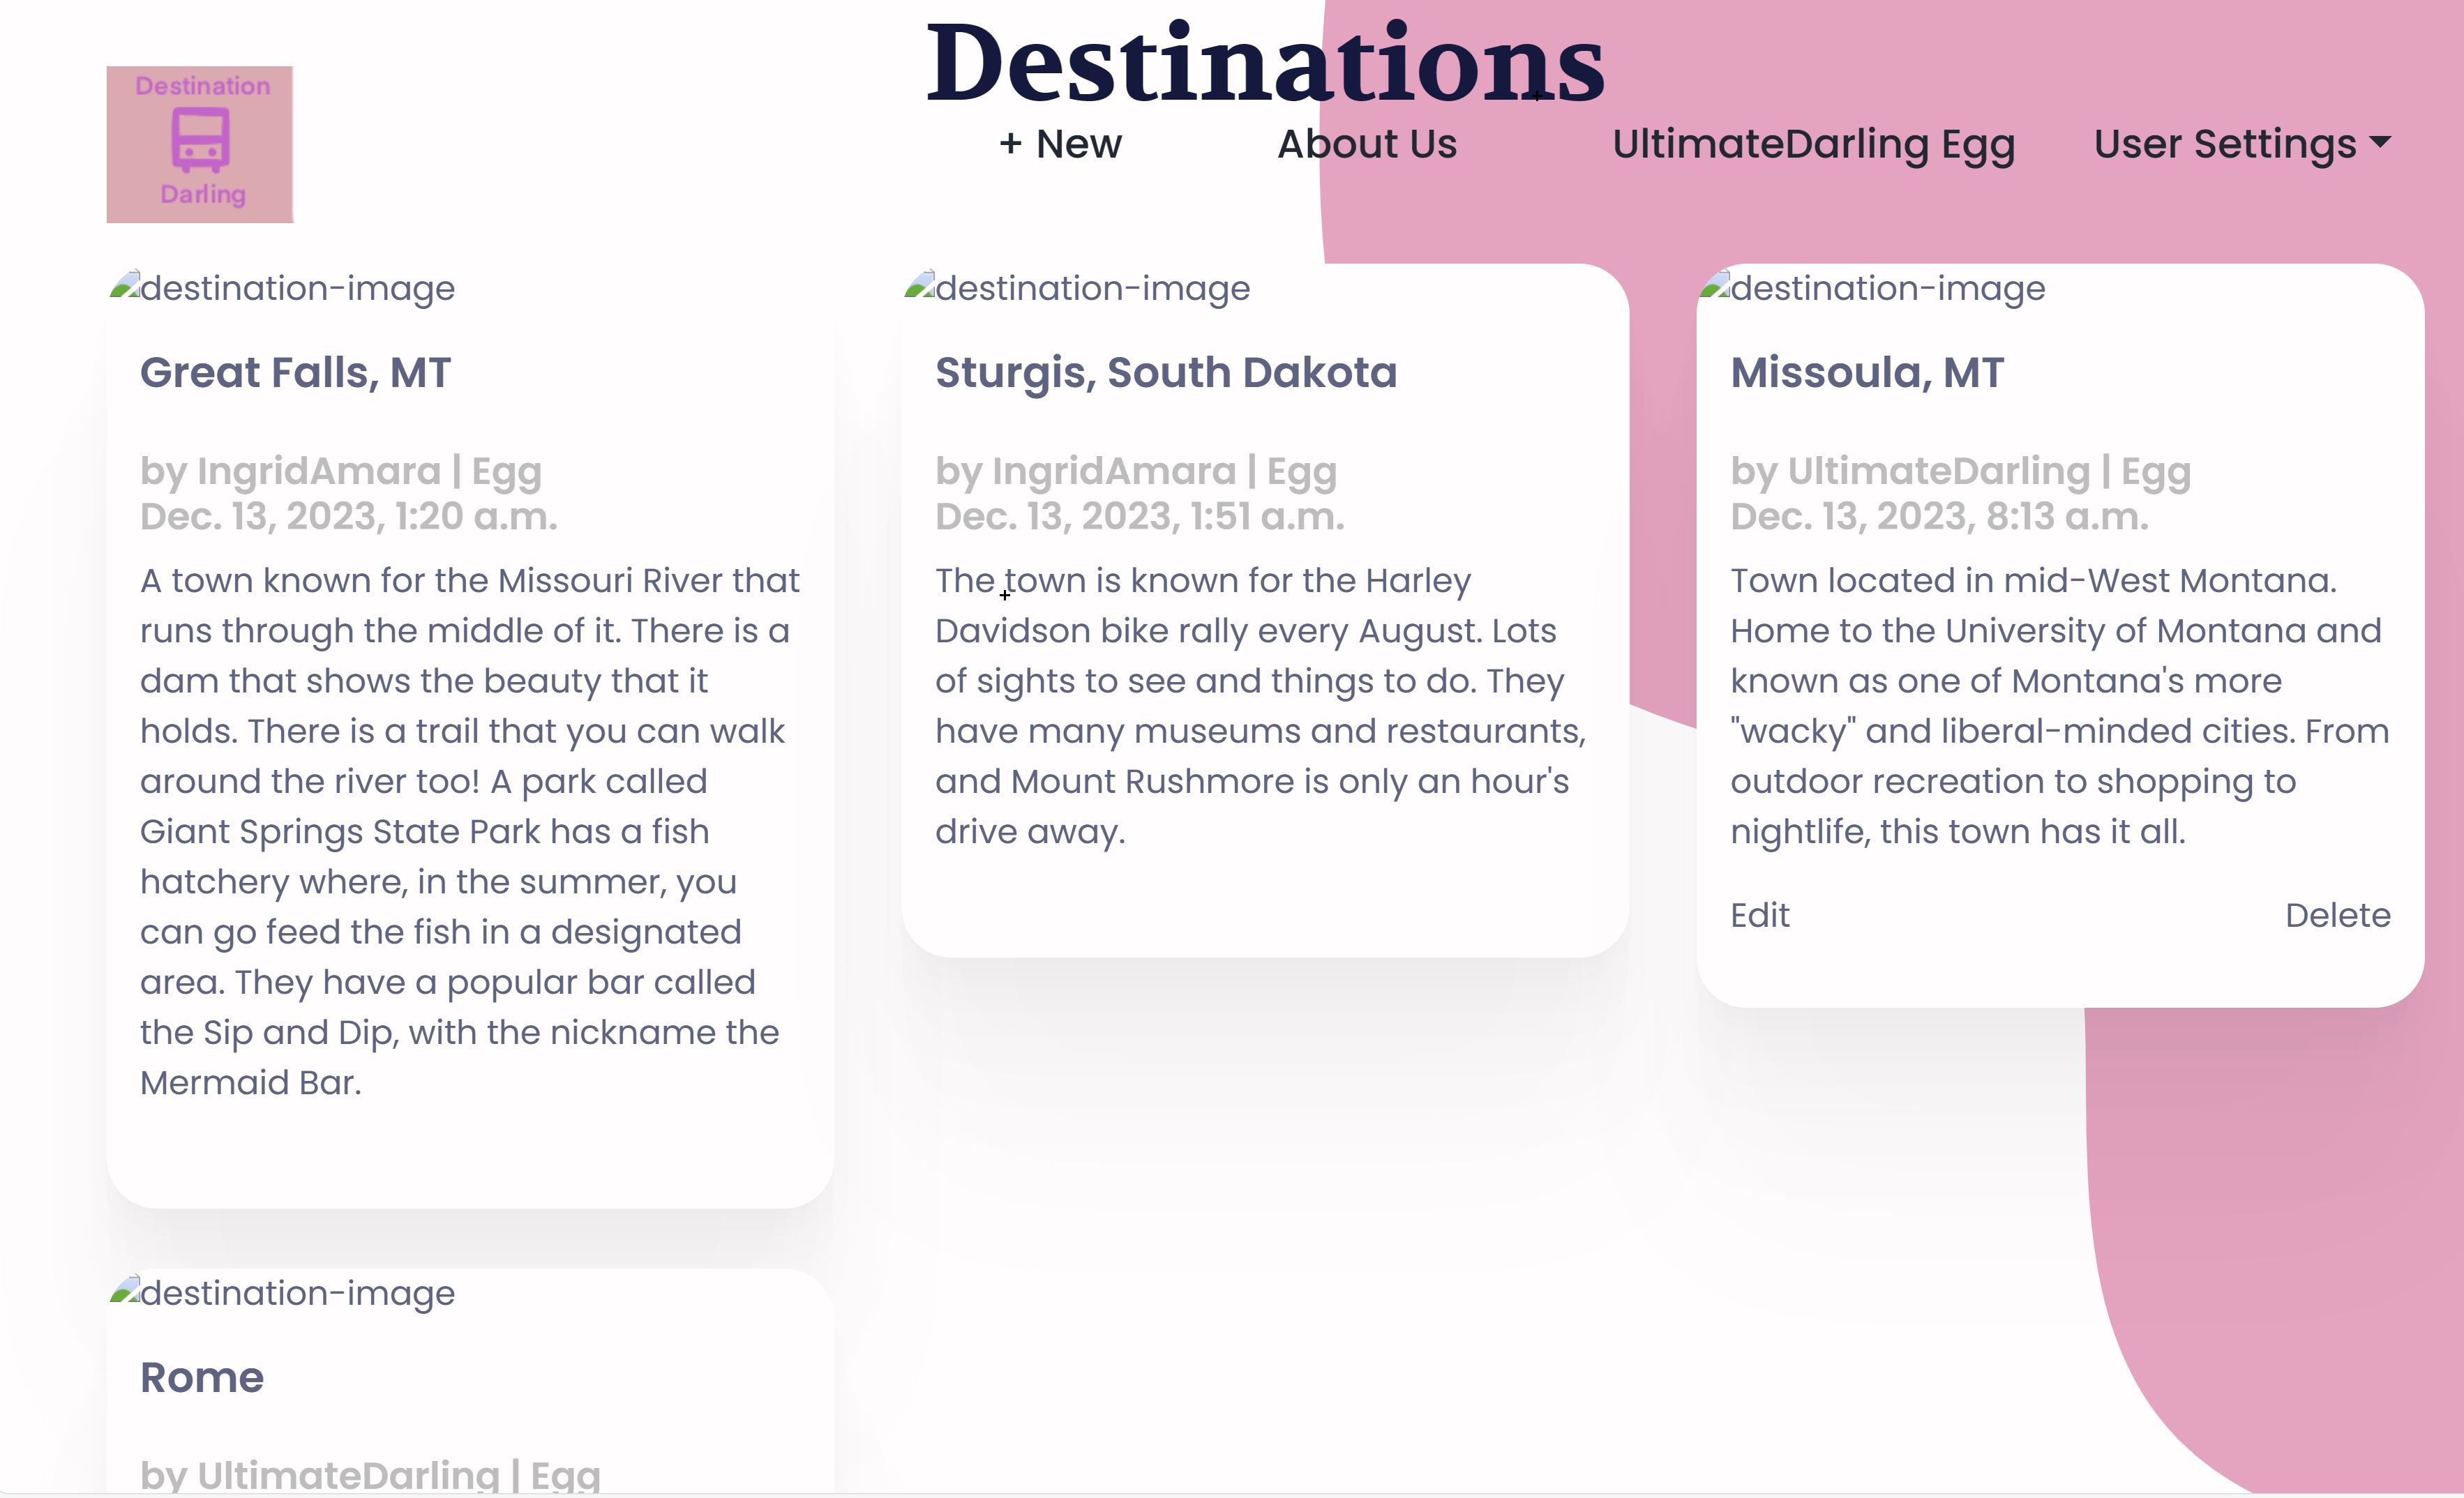 Destinations
Destination
Darling
+ New
About Us
UltimateDarling Egg
User Settings
destination-image
Great Falls, MT
by IngridAmara | Egg
Dec. 13, 2023, 1:20 a.m.
A town known for the Missouri River that
runs through the middle of it. There is a
dam that shows the beauty that it
holds. There is a trail that you can walk
around the river too! A park called
Giant Springs State Park has a fish
hatchery where, in the summer, you
can go feed the fish in a designated
area. They have a popular bar called
the Sip and Dip, with the nickname the
Mermaid Bar.
destination-image
Sturgis, South Dakota
by IngridAmara | Egg
Dec. 13, 2023, 1:51 a.m.
The town is known for the Harley
Davidson bike rally every August. Lots
of sights to see and things to do. They
have many museums and restaurants,
and Mount Rushmore is only an hour's
drive away.
destination-image
Missoula, MT
by UltimateDarling | Egg
Dec. 13, 2023, 8:13 a.m.
Town located in mid-West Montana.
Home to the University of Montana and
known as one of Montana's more
"wacky" and liberal-minded cities. From
outdoor recreation to shopping to
nightlife, this town has it all.
Edit
Delete
destination-image
Rome
by UltimateDarling | Egg